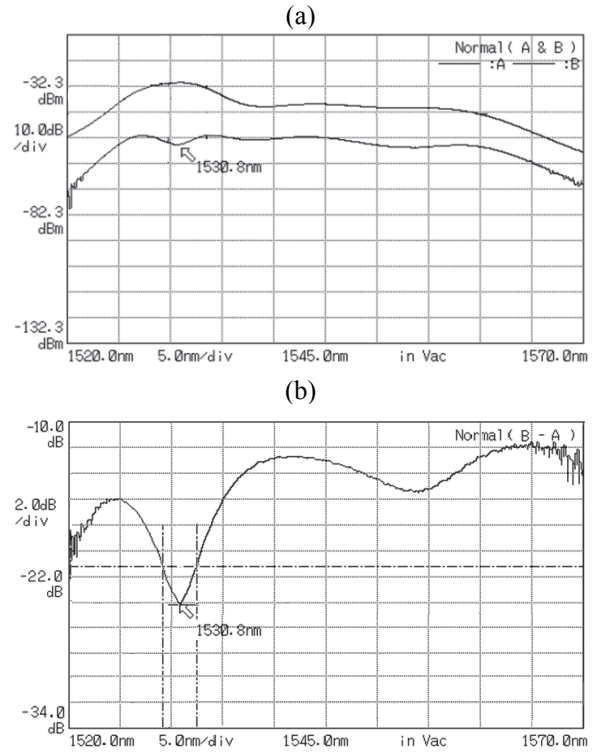 (a)
Normal( A & B )
:A :B
-32.3
dBm
10.0dB
/div
1530.8nm
-82.3
dBm
-132.3
dBm
1520.0nm 5.0nm/div 1545.0nm in Vac 1570.0nm
(b)
-10.0
dB
Normal( B - A )
2.0dB
/div
-22.0
dB
1530.8nm
-34.0
dB
1520.0nm 5.0nm/div 1545.0nm in Vac 1570.0nm